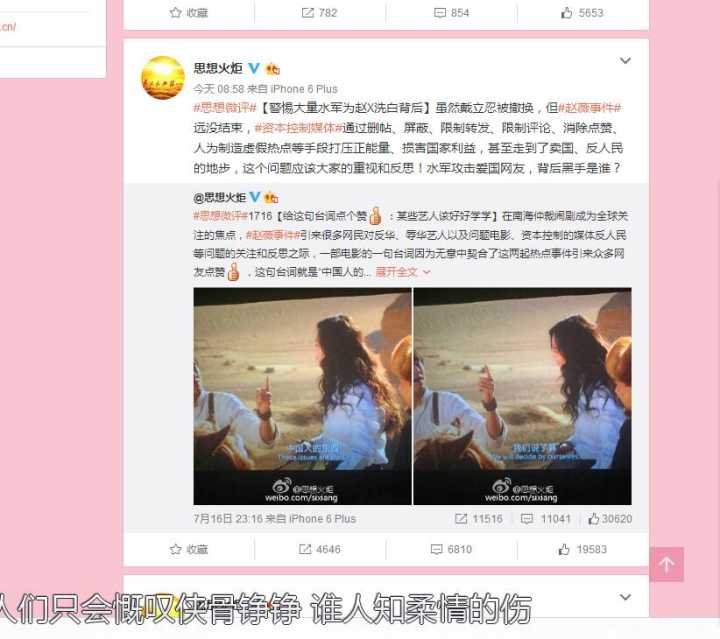 收藏 782 854 5653
.cn/
思想火炬
今天 08:58 来自 iPhone 6 Plus
#思想微评#【警惕大量水军为赵X洗白背后】虽然戴立忍被撤换，但#赵薇事件#
远没结束，#资本控制媒体#通过删帖、屏蔽、限制转发、限制评论、消除点赞、
人为制造虚假热点等手段打压正能量、损害国家利益，甚至走到了卖国、反人民
的地步，这个问题应该大家的重视和反思！水军攻击爱国网友，背后黑手是谁？
@思想火炬
#思想微评#1716【给这句台词点个赞：某些艺人该好好学学】在南海仲裁闹剧成为全球关
注的焦点，#赵薇事件#引来很多网民对反华、辱华艺人以及问题电影、资本控制的媒体反人民
等问题的关注和反思之际，一部电影的一句台词因为无意中契合了这两起热点事件引来众多网
友点赞，这句台词就是“中国人的... 展开全文
中国人的东西
These issues are ours
@思想火炬
weibo.com/sixiang
我们说了算
We will decide by ourselves
@思想火炬
weibo.com/sixiang
7月16日 23:16 来自 iPhone 6 Plus 11516 11041 30620
收藏 4646 6810 19583
人们只会慨叹侠骨铮铮 谁人知柔情的伤